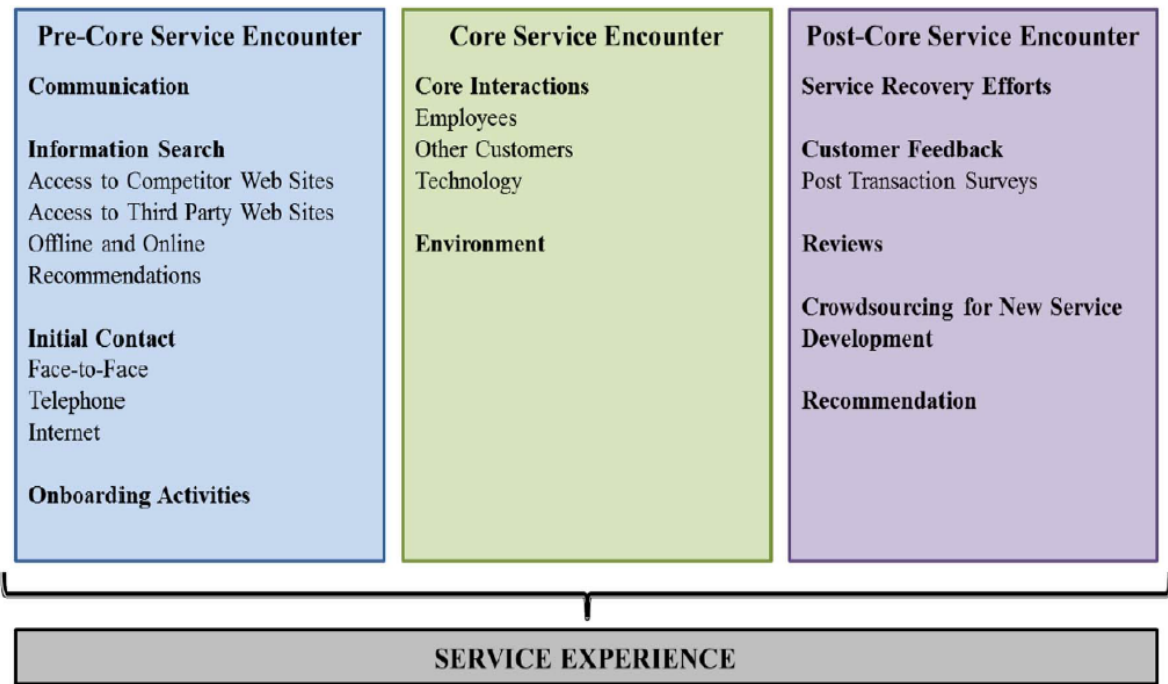 Pre-Core Service Encounter
Communication
Information Search
Access to Competitor Web Sites
Access to Third Party Web Sites
Offline and Online
Recommendations
Initial Contact
Face-to-Face
Telephone
Internet
Onboarding Activities
Core Service Encounter
Core Interactions
Employees
Other Customers
Technology
Environment
Post-Core Service Encounter
Service Recovery Efforts
Customer Feedback
Post Transaction Surveys
Reviews
Crowdsourcing for New Service
Development
Recommendation
SERVICE EXPERIENCE